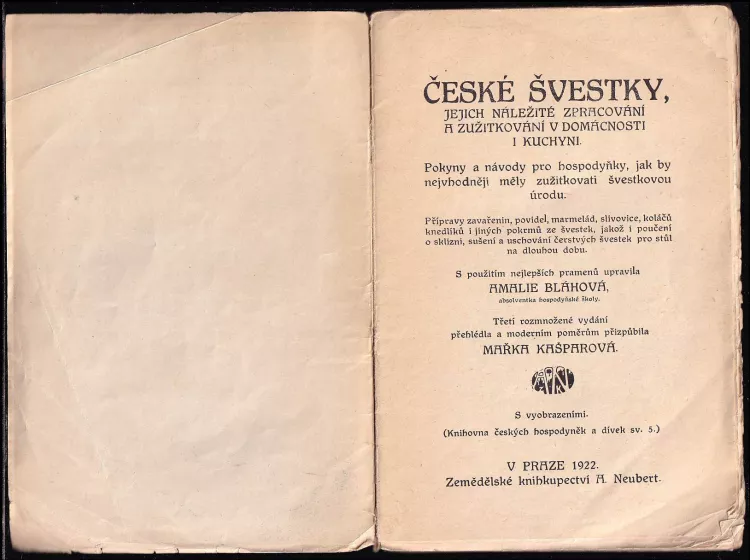 ČESKÉ ŠVESTKY,
JEJICH NÁLEŽITÉ ZPRACOVÁNÍ
A ZUŽITKOVÁNÍ V DOMÁCNOSTI
I KUCHYNI.
Pokyny a návody pro hospodyňky, jak by
nejvhodněji měly zužitkovati švestkovou
úrodu.
Přípravy zavařenin, povidel, marmelád, slivovice, koláčů
knedlíků i jiných pokrmů ze švestek, jakož i poučení
o sklizni, sušení a uschování čerstvých švestek pro stůl
na dlouhou dobu.
S použitím nejlepších pramenů upravila
AMALIE BLÁHOVÁ,
absolventka hospodyňské školy.
Třetí rozmnožené vydání
přehlédla a moderním poměrům přizpůbila
MAŘKA KAŠPAROVÁ.
AN
S vyobrazeními.
(Knihovna českých hospodyněk a dívek sv. 5.)
V PRAZE 1922.
Zemědělské knihkupectví A. Neubert.